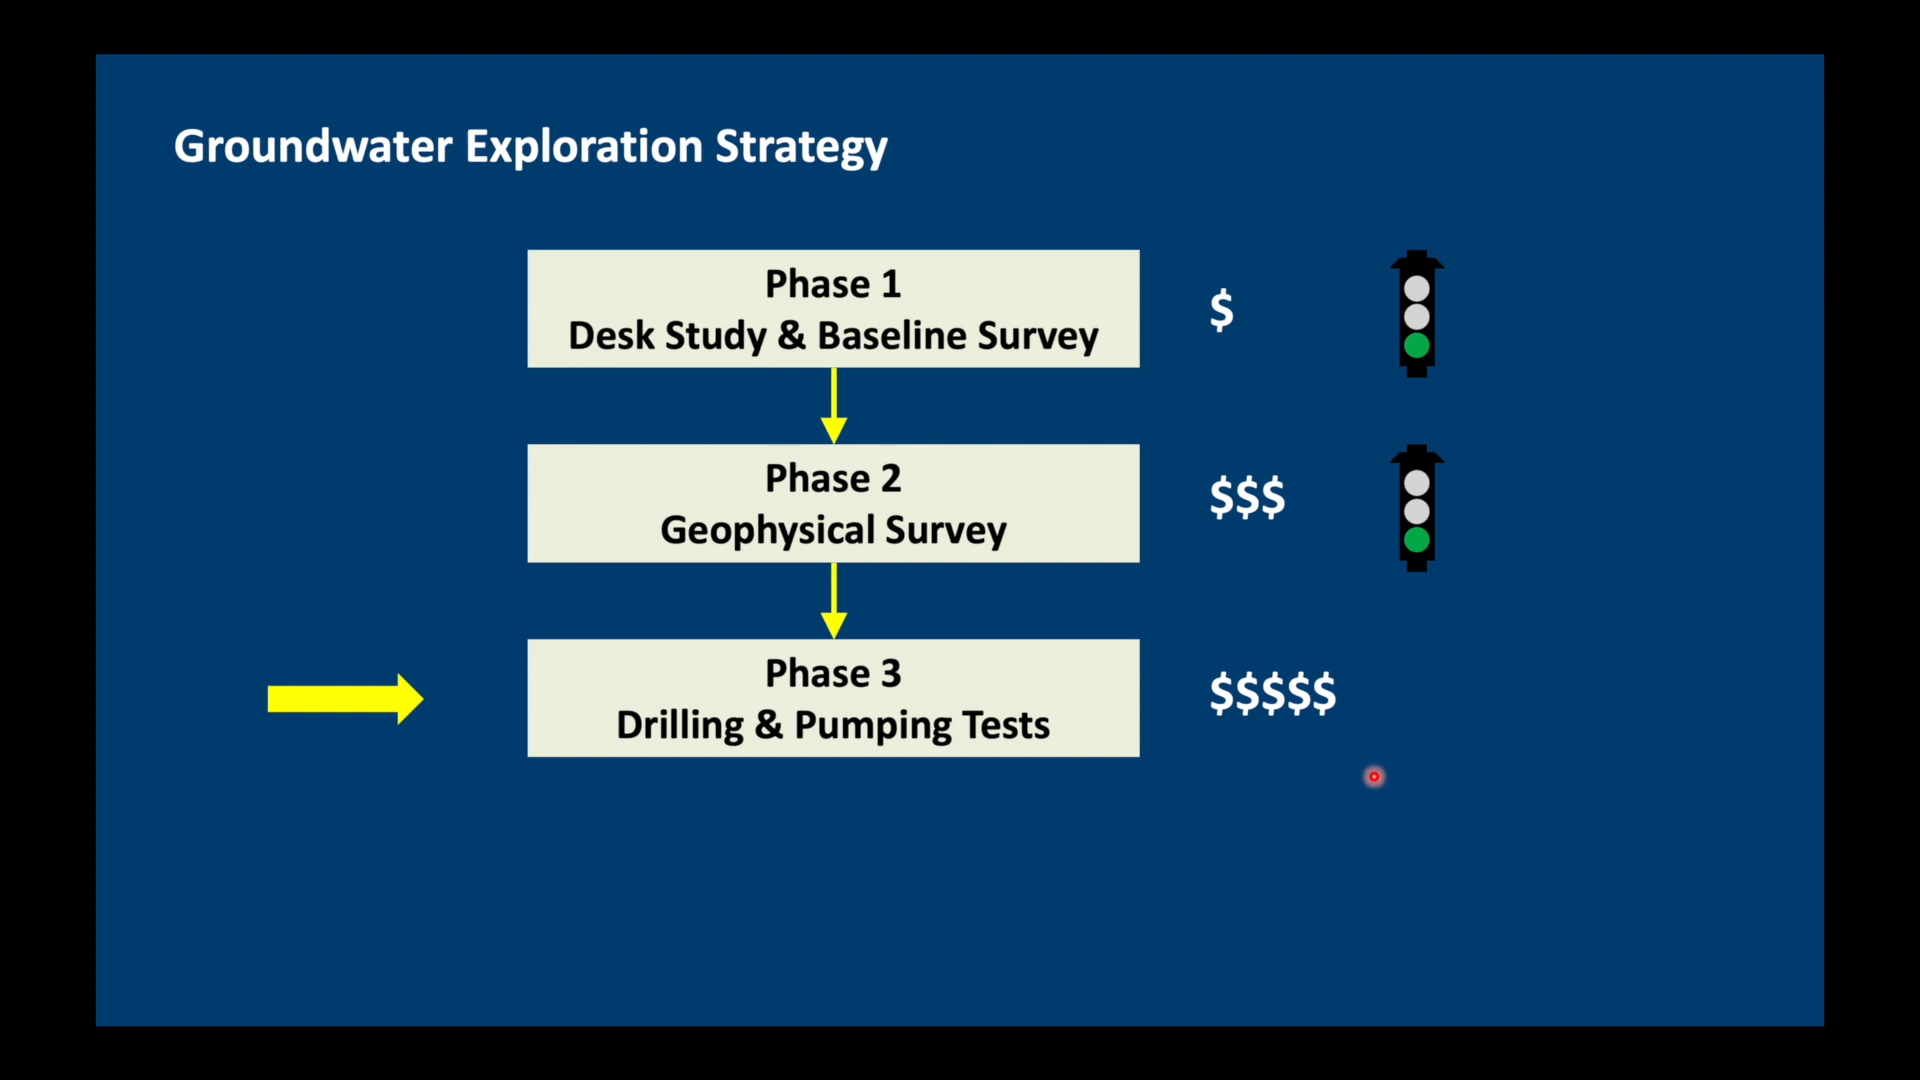 Groundwater Exploration Strategy
Phase 1
Desk Study & Baseline Survey
$
Phase 2
Geophysical Survey
$$$
Phase 3
Drilling & Pumping Tests
$$$$$